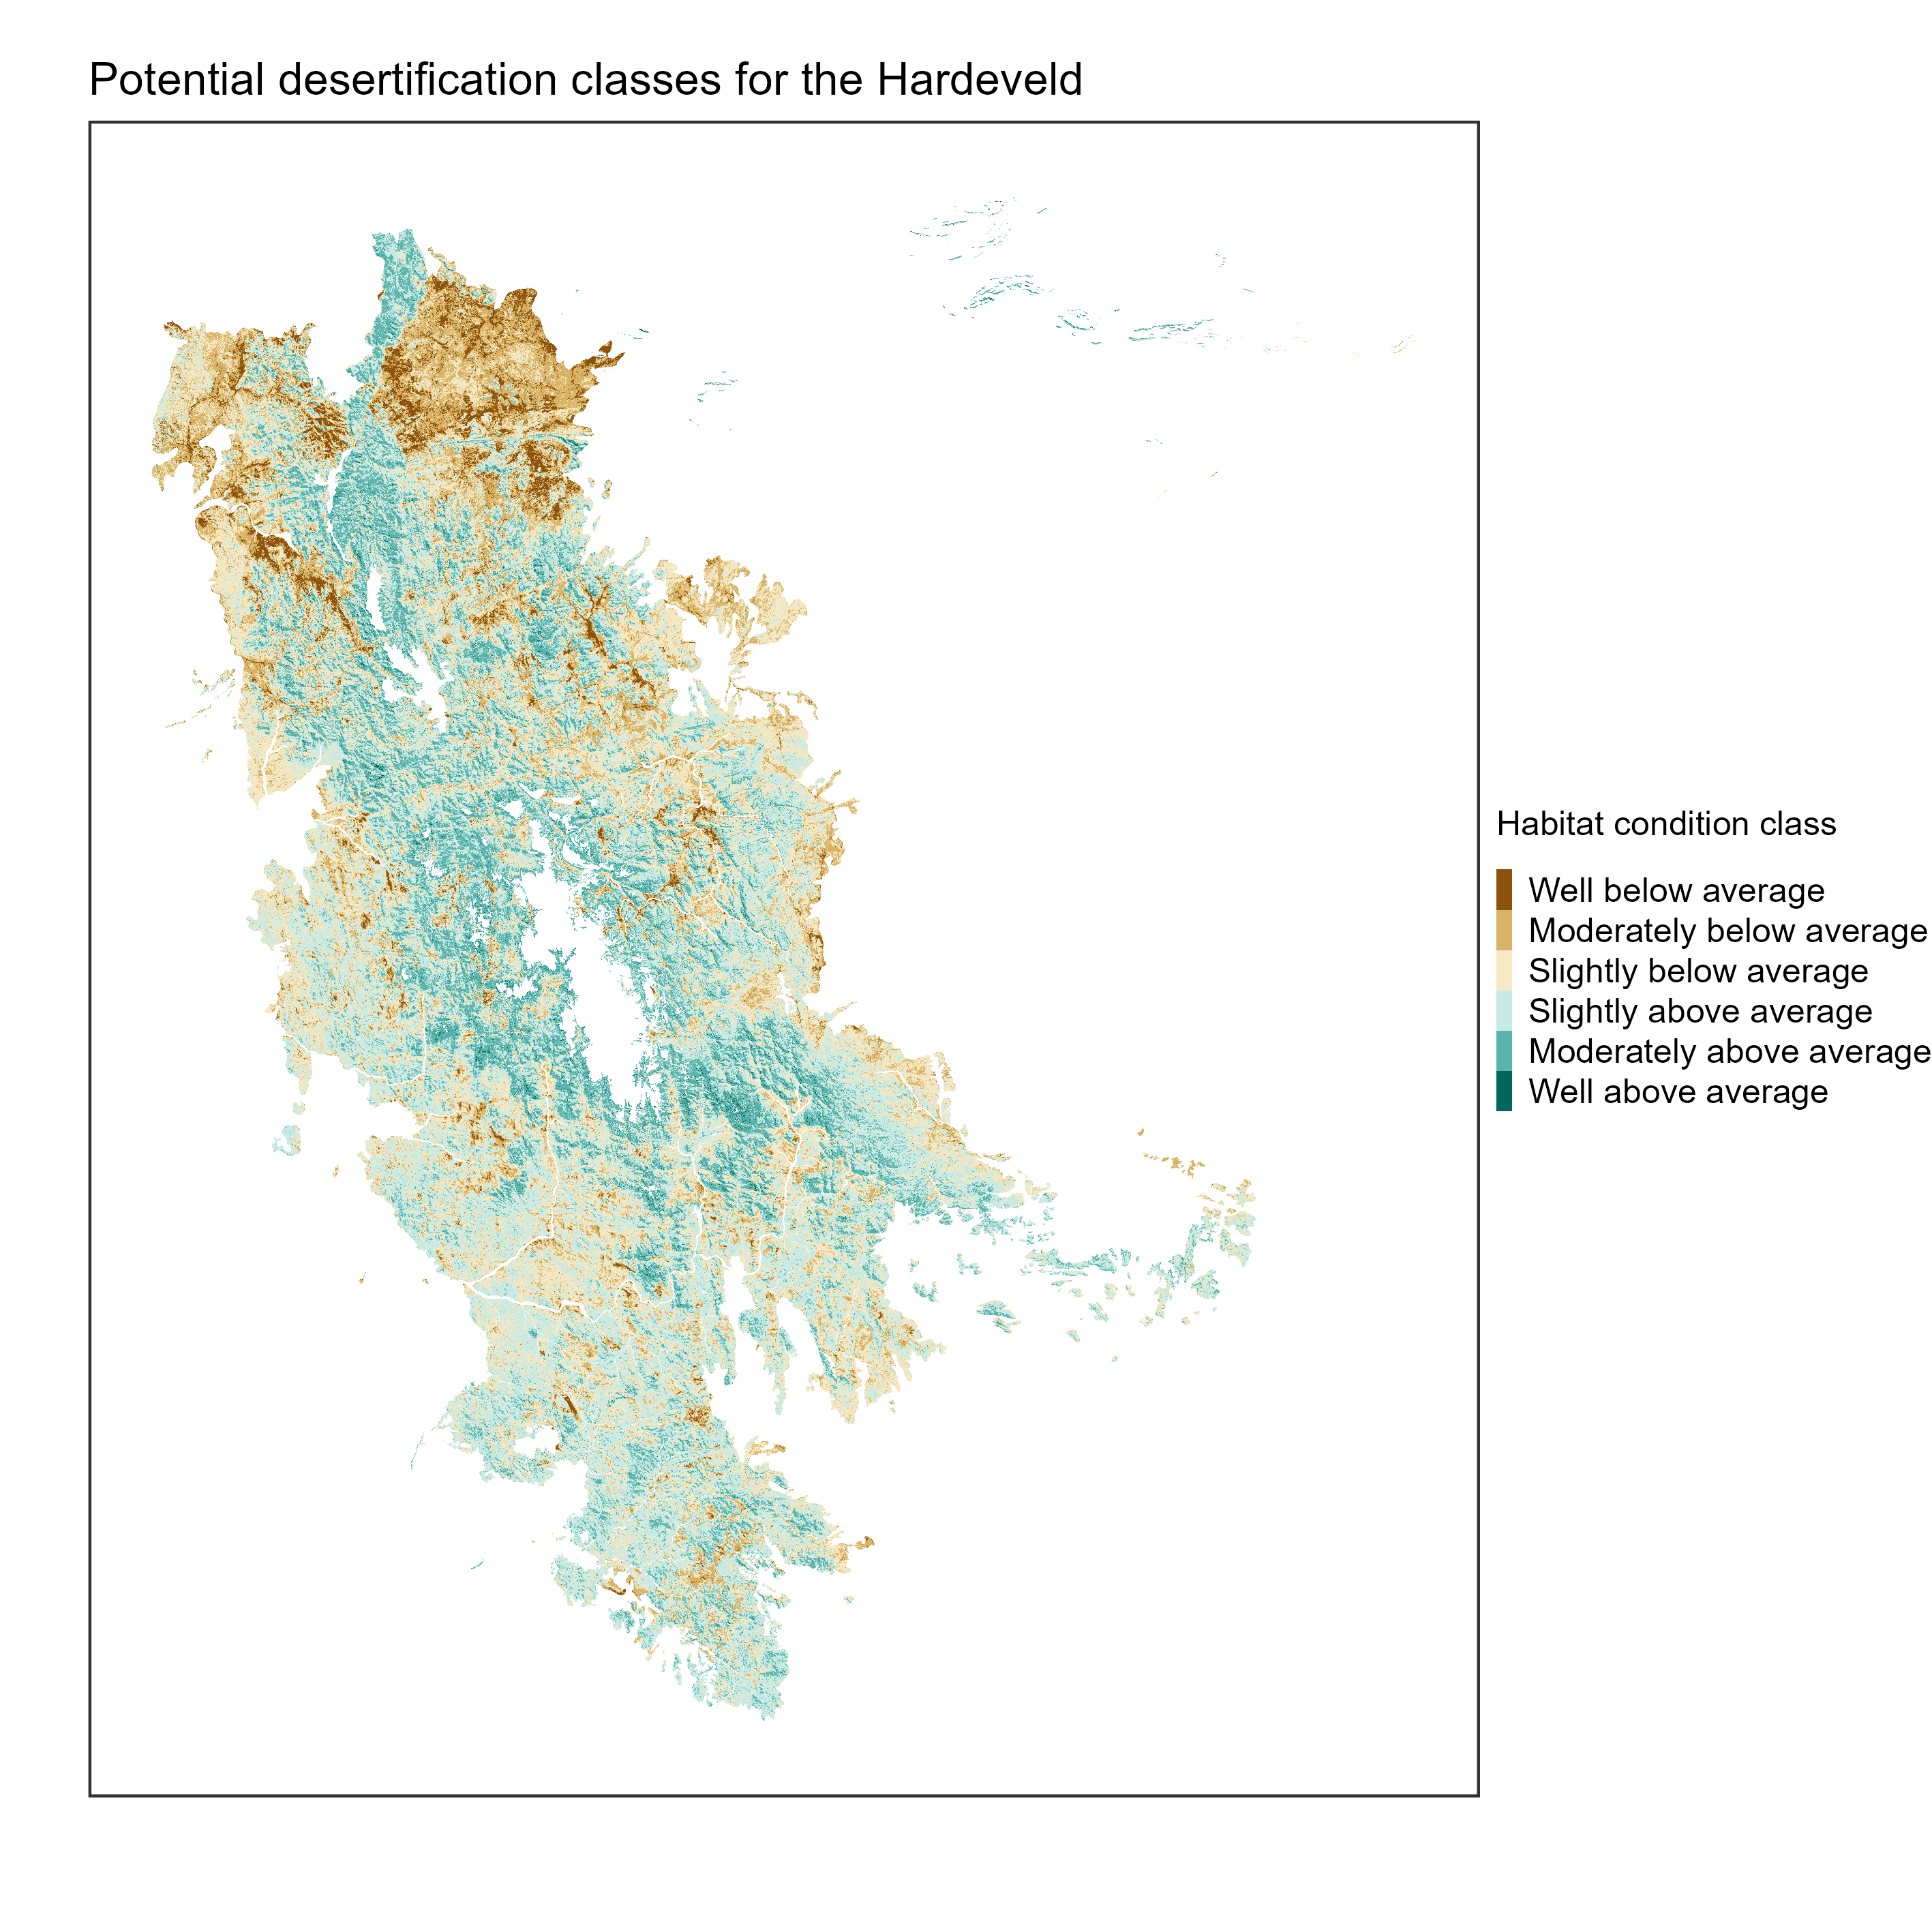 Potential desertification classes for the Hardeveld
Habitat condition class
Well below average
Moderately below average
Slightly below average
Slightly above average
Moderately above average
Well above average